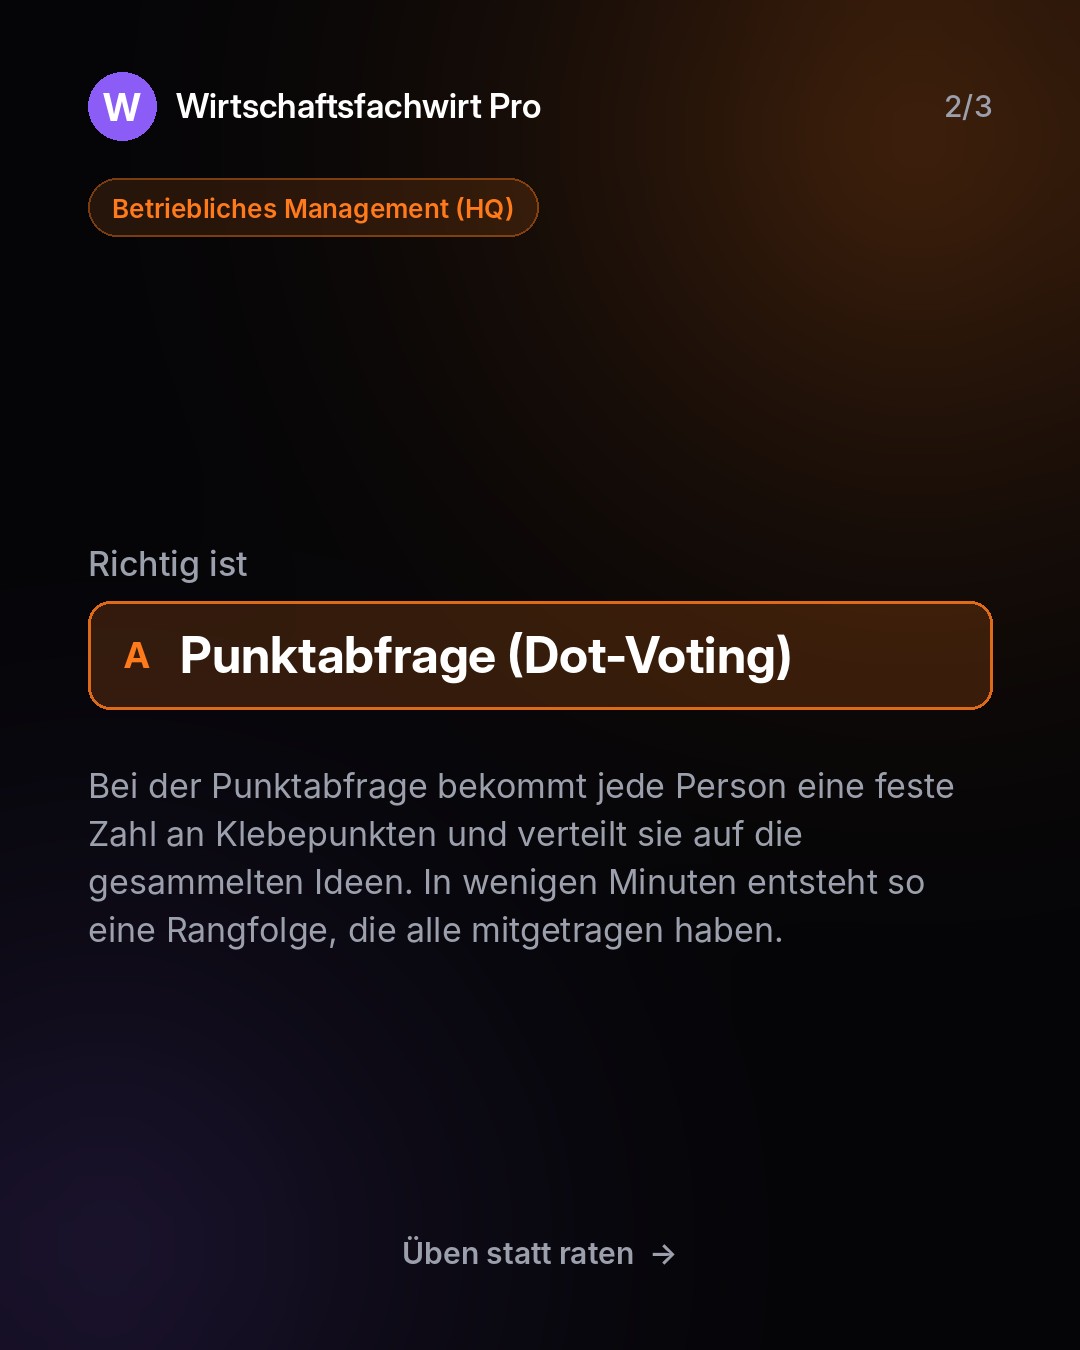 W Wirtschaftsfachwirt Pro 2/3
Betriebliches Management (HQ)
Richtig ist
A Punktabfrage (Dot-Voting)
Bei der Punktabfrage bekommt jede Person eine feste
Zahl an Klebepunkten und verteilt sie auf die
gesammelten Ideen. In wenigen Minuten entsteht so
eine Rangfolge, die alle mitgetragen haben.
Üben statt raten →